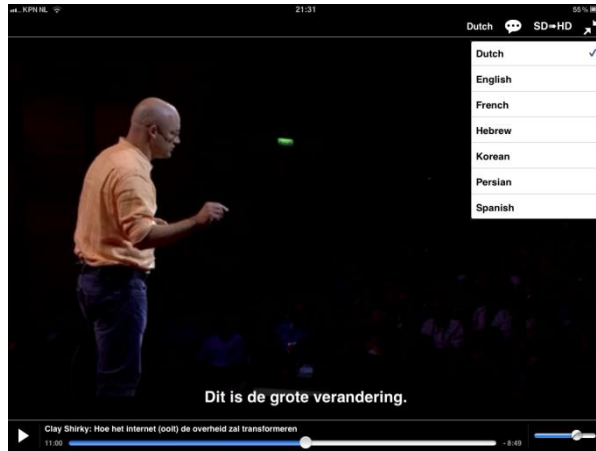 KPN NL 21:31 55 %
Dutch SD➠HD
Dutch ✓
English
French
Hebrew
Korean
Persian
Spanish
Dit is de grote verandering.
Clay Shirky: Hoe het internet (ooit) de overheid zal transformeren
11:00 - 8:49